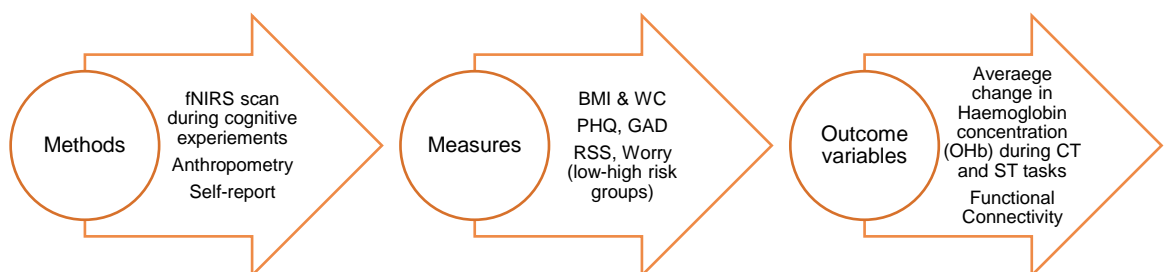 Methods
fNIRS scan
during cognitive
experiements
Anthropometry
Self-report
Measures
BMI & WC
PHQ, GAD
RSS, Worry
(low-high risk
groups)
Outcome
variables
Averaege
change in
Haemoglobin
concentration
(OHb) during CT
and ST tasks
Functional
Connectivity